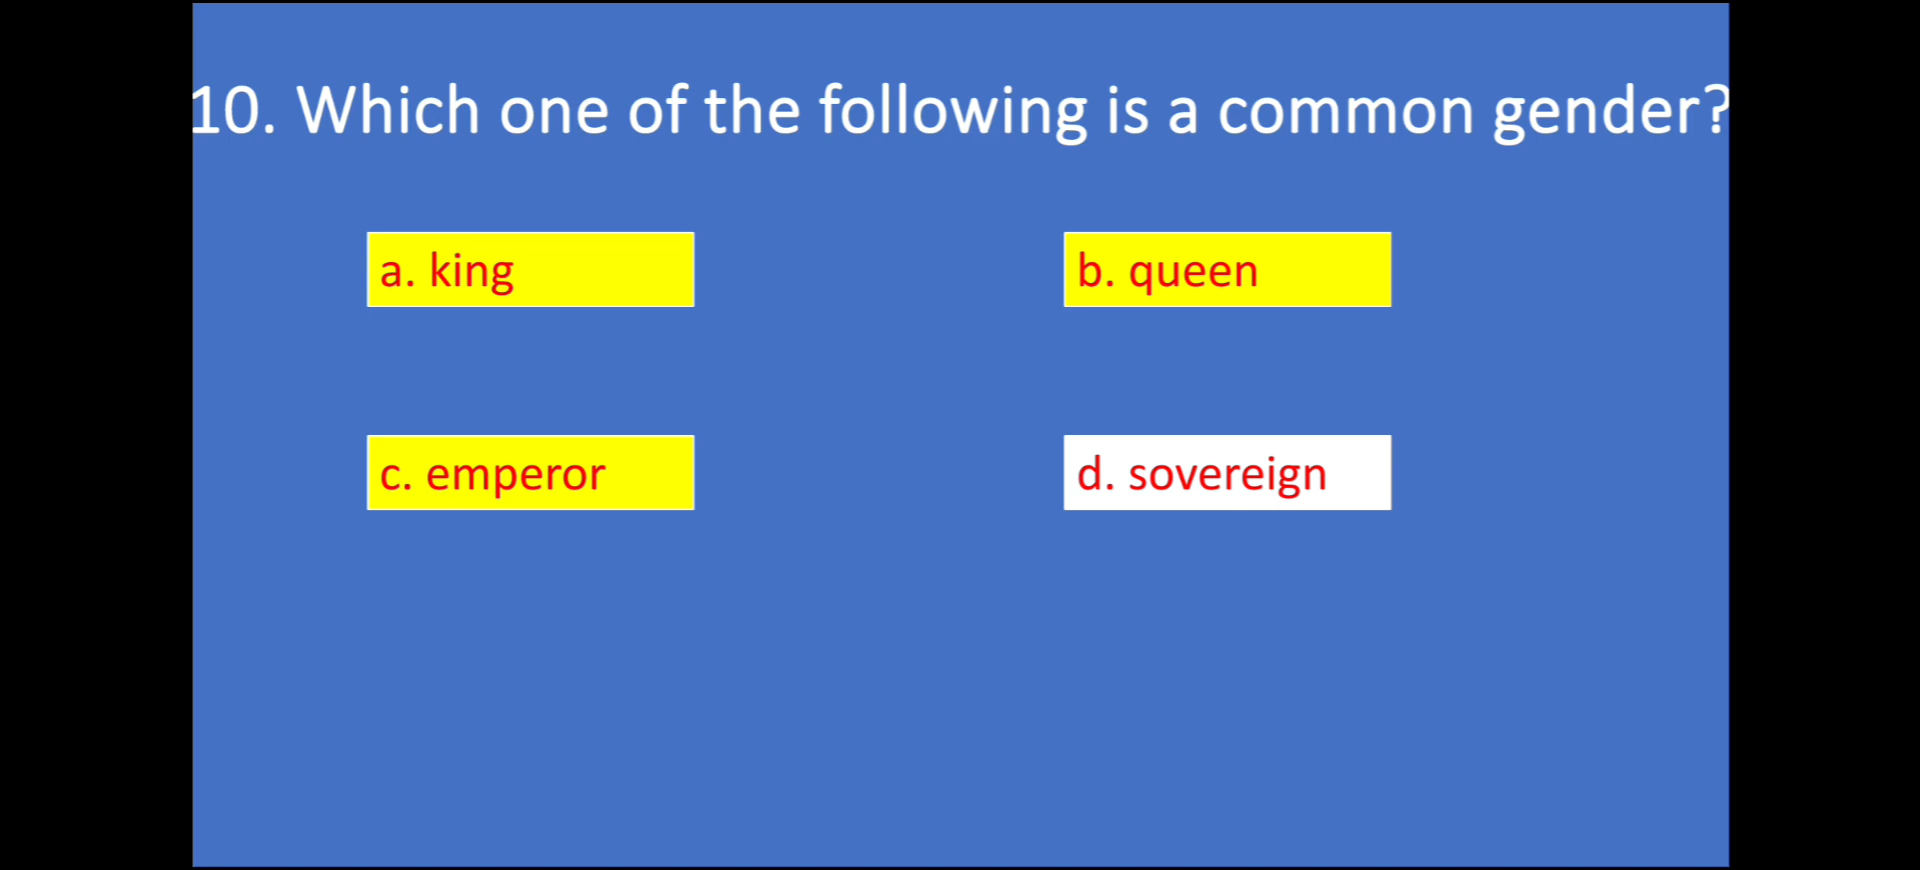 10. Which one of the following is a common gender?
a. king
b. queen
c. emperor
d. sovereign